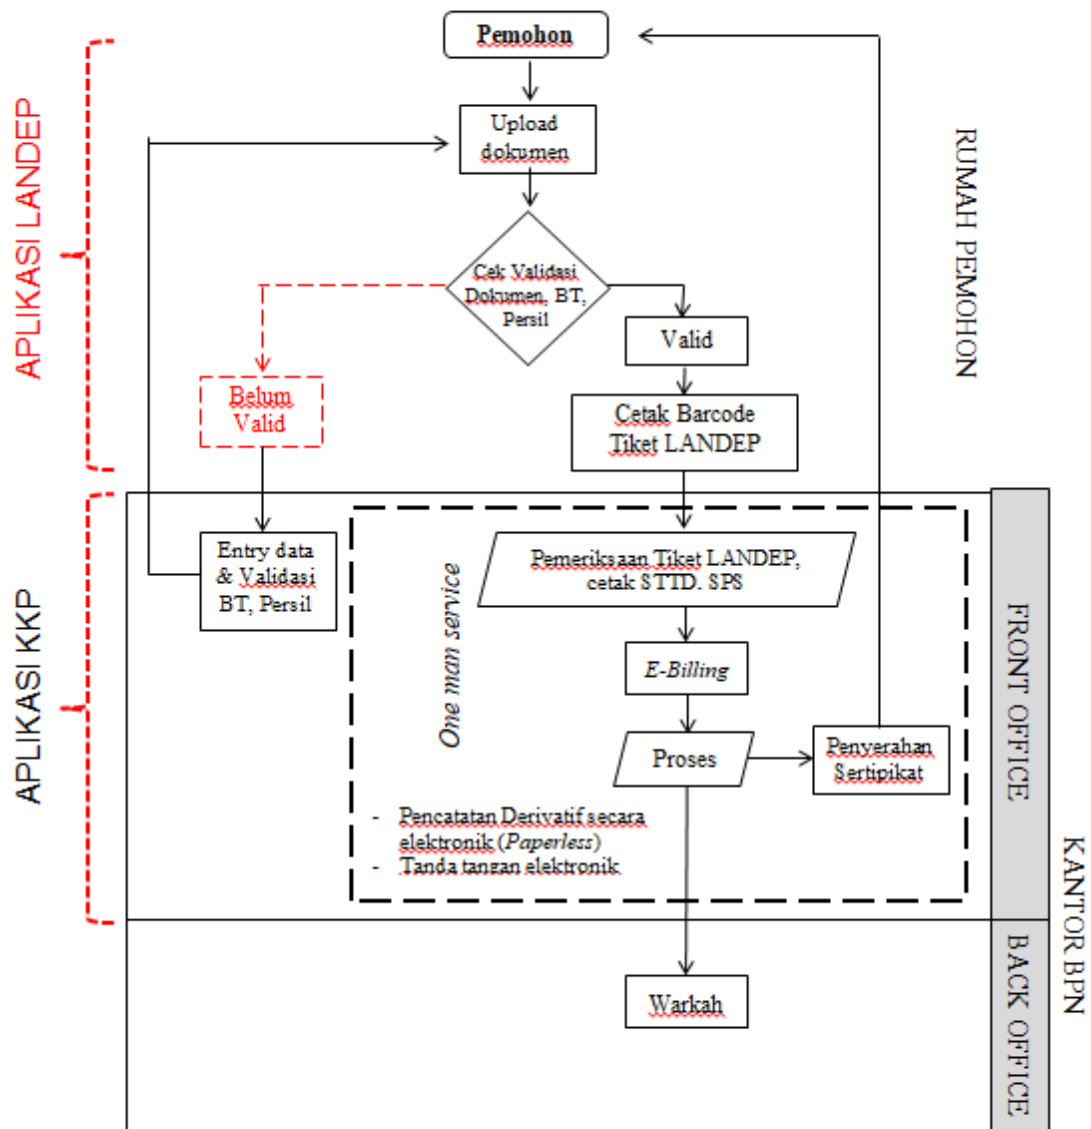 Pemohon
Upload
dokumen
Cek Validasi
Dokumen, BT,
Persil
Valid
Belum
Valid
Cetak Barcode
Tiket LANDEP
APLIKASI LANDEP
RUMAH PEMOHON
Entry data
& Validasi
BT, Persil
Pemeriksaan Tiket LANDEP,
cetak STTD. SPS
One man service
E-Billing
Proses
Penyerahan
Sertipikat
- Pencatatan Derivatif secara
elektronik (Paperless)
- Tanda tangan elektronik
APLIKASI KKP
FRONT OFFICE
KANTOR BPN
Warkah
BACK OFFICE